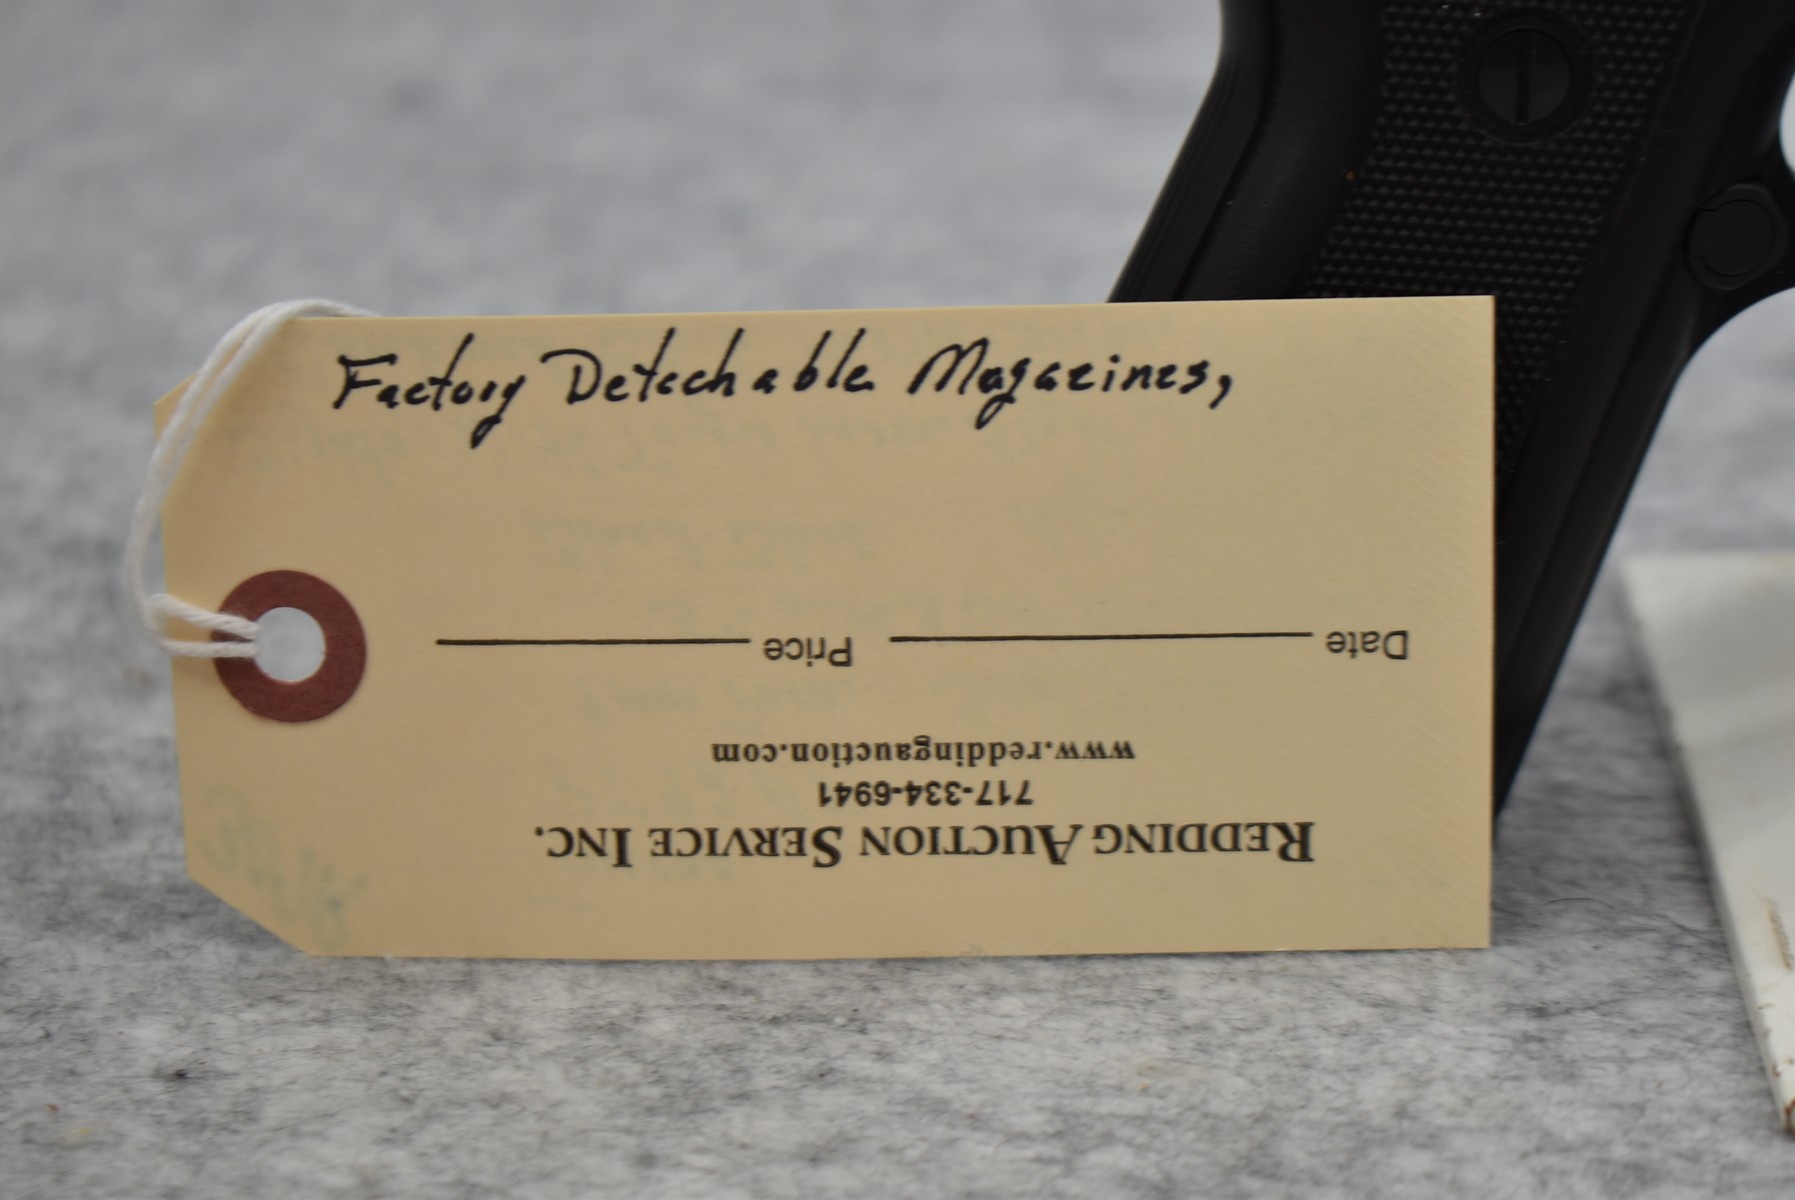 Factory Detachable Magazines,
Date Price
www.reddingauction.com
717-334-6941
REDDING AUCTION SERVICE INC.